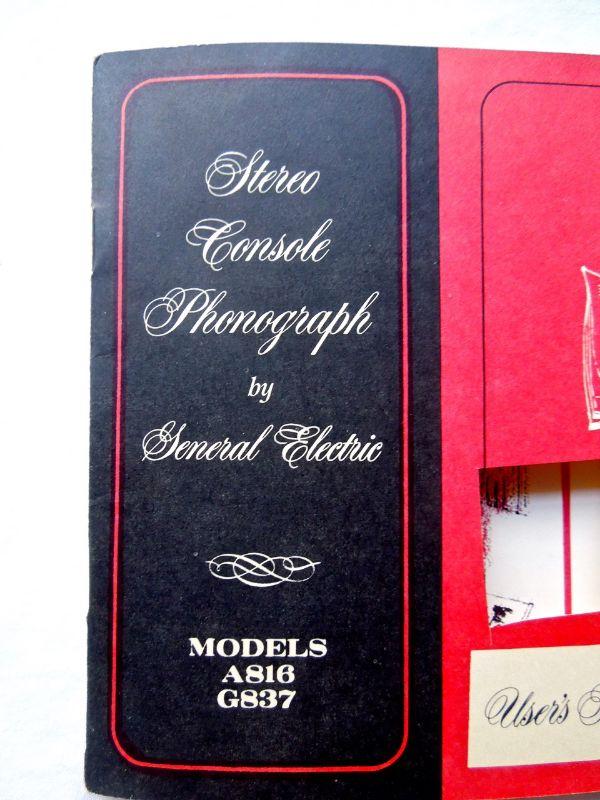 Stereo
Console
Phonograph
by
General Electric
MODELS
A816
G837
User's